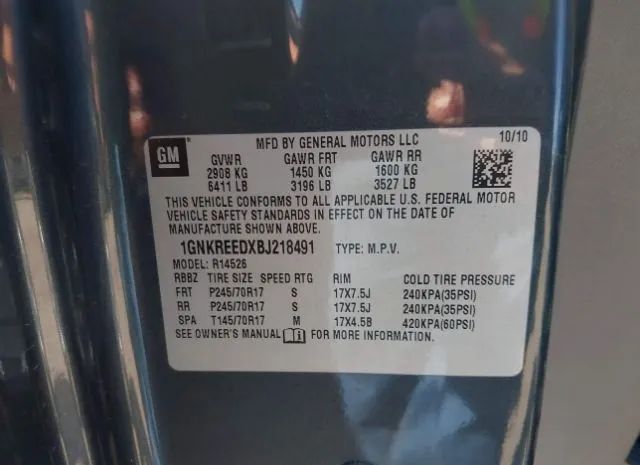 GM
MFD BY GENERAL MOTORS LLC 10/10
GVWR GAWR FRT GAWR RR
2908 KG 1450 KG 1600 KG
6411 LB 3196 LB 3527 LB
THIS VEHICLE CONFORMS TO ALL APPLICABLE U.S. FEDERAL MOTOR
VEHICLE SAFETY STANDARDS IN EFFECT ON THE DATE OF
MANUFACTURE SHOWN ABOVE.
1GNKREEDXBJ218491 TYPE: M.P.V.
MODEL: R14526
RBBZ TIRE SIZE SPEED RTG RIM COLD TIRE PRESSURE
FRT P245/70R17 S 17X7.5J 240KPA(35PSI)
RR P245/70R17 S 17X7.5J 240KPA(35PSI)
SPA T145/70R17 M 17X4.5B 420KPA(60PSI)
SEE OWNER'S MANUAL FOR MORE INFORMATION.